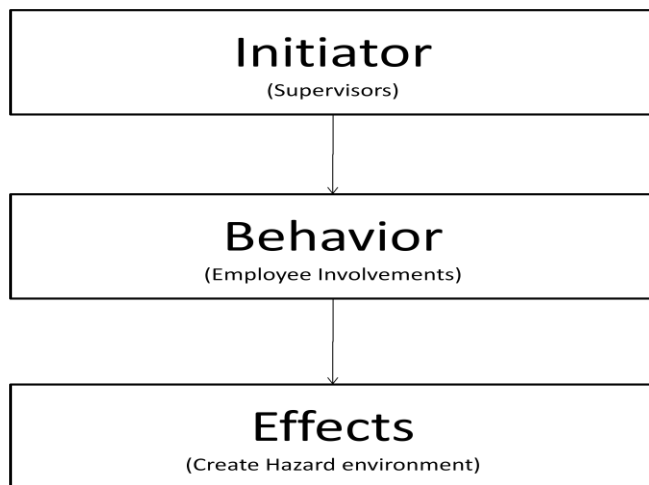 Initiator
(Supervisors)
Behavior
(Employee Involvements)
Effects
(Create Hazard environment)